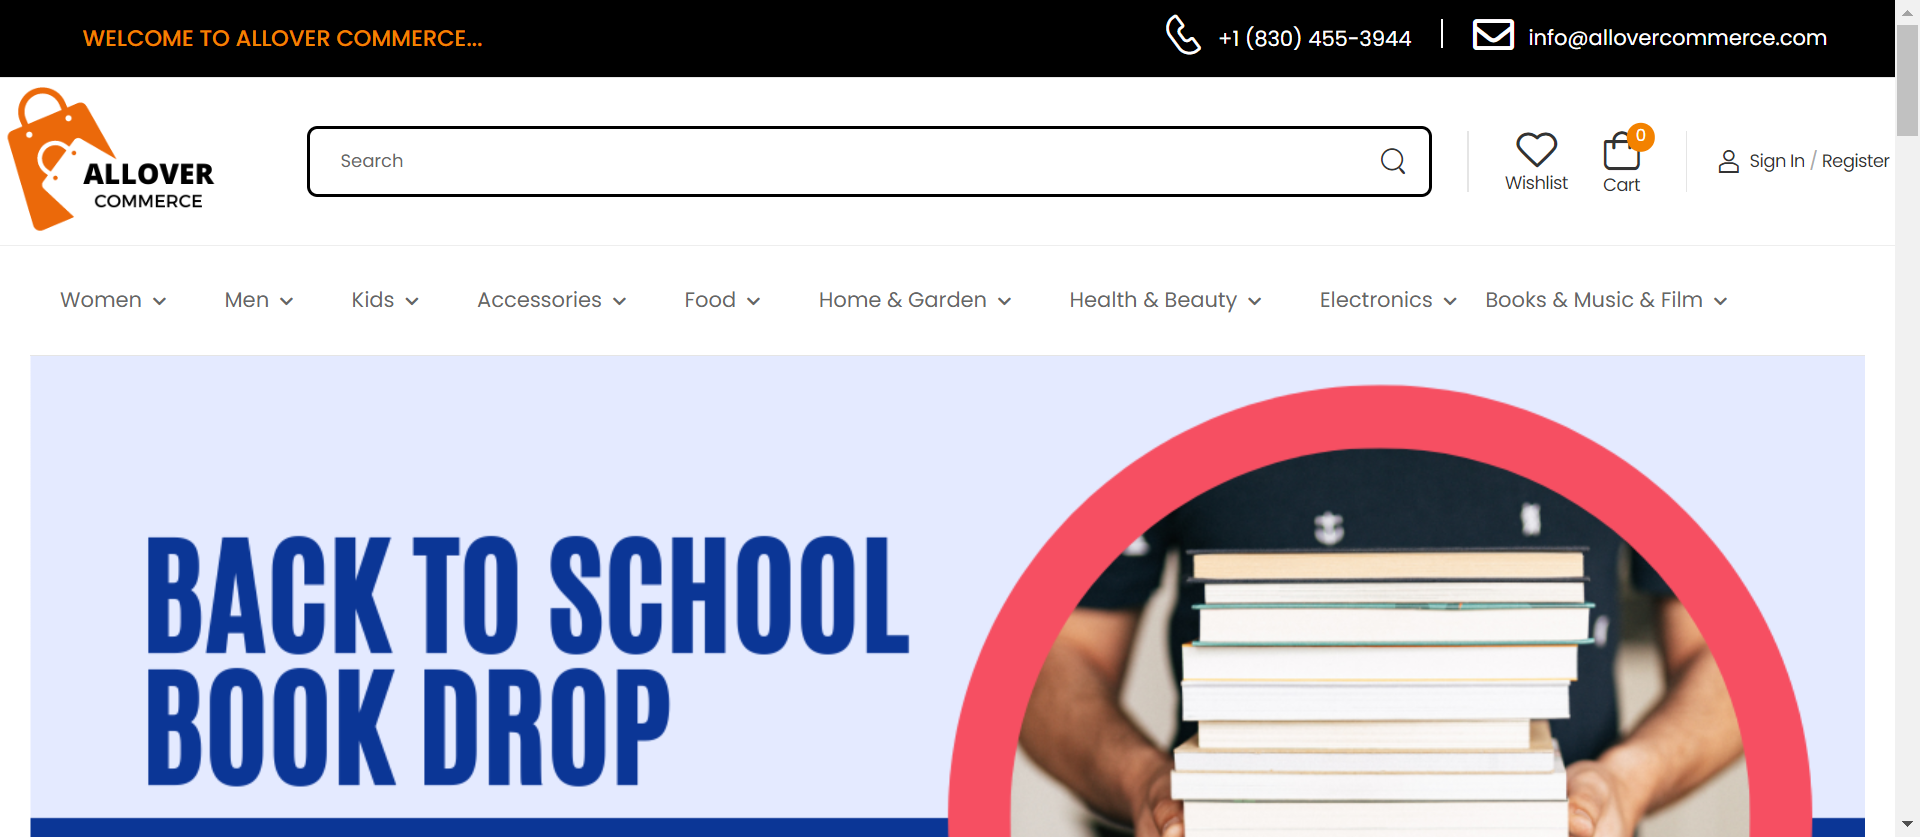 WELCOME TO ALLOVER COMMERCE...
+1 (830) 455-3944
info@allovercommerce.com
ALLOVER
COMMERCE
Search
Wishlist
0
Cart
Sign In / Register
Women
Men
Kids
Accessories
Food
Home & Garden
Health & Beauty
Electronics
Books & Music & Film
BACK TO SCHOOL
BOOK DROP